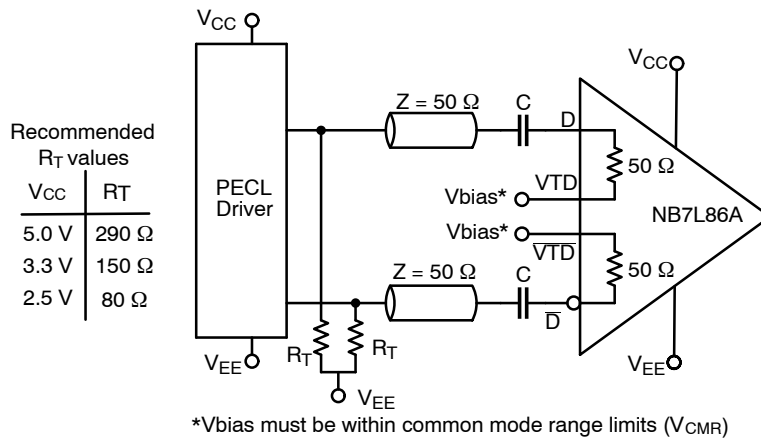 VCC
VCC
Z = 50 Ω
C
D
50 Ω
Recommended
RT values
VCC RT
5.0 V 290 Ω
3.3 V 150 Ω
2.5 V 80 Ω
PECL
Driver
Vbias* VTD
NB7L86A
Vbias*
V̅T̅D̅
Z = 50 Ω
C
50 Ω
D̅
VEE
RT
RT
VEE
VEE
*Vbias must be within common mode range limits (VCMR)